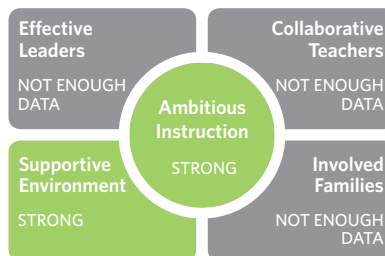 Effective
Leaders
NOT ENOUGH
DATA
Collaborative
Teachers
NOT ENOUGH
DATA
Ambitious
Instruction
STRONG
Supportive
Environment
STRONG
Involved
Families
NOT ENOUGH
DATA